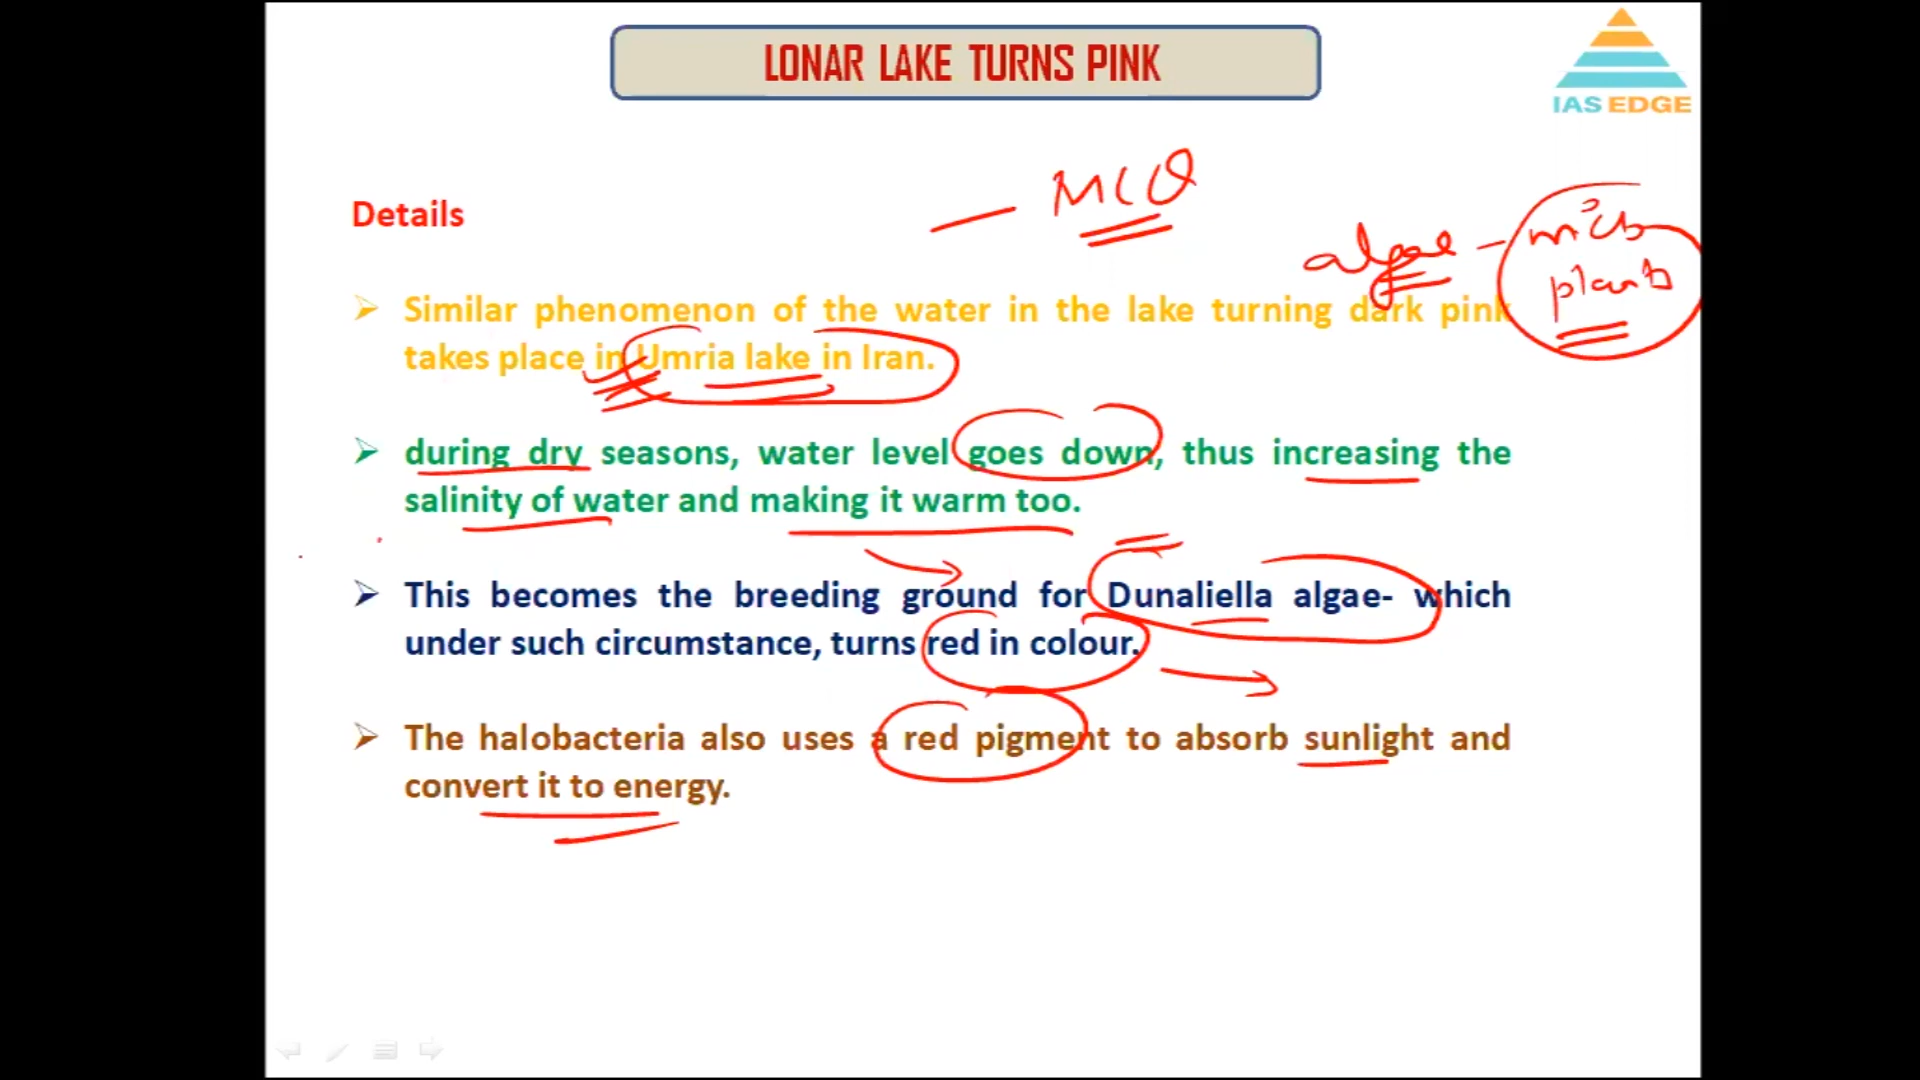 LONAR LAKE TURNS PINK
IAS EDGE
MCQ
Details
algae - micro
plants
Similar phenomenon of the water in the lake turning dark pink
takes place in Umria lake in Iran.
during dry seasons, water level goes down, thus increasing the
salinity of water and making it warm too.
This becomes the breeding ground for Dunaliella algae- which
under such circumstance, turns red in colour.
The halobacteria also uses a red pigment to absorb sunlight and
convert it to energy.